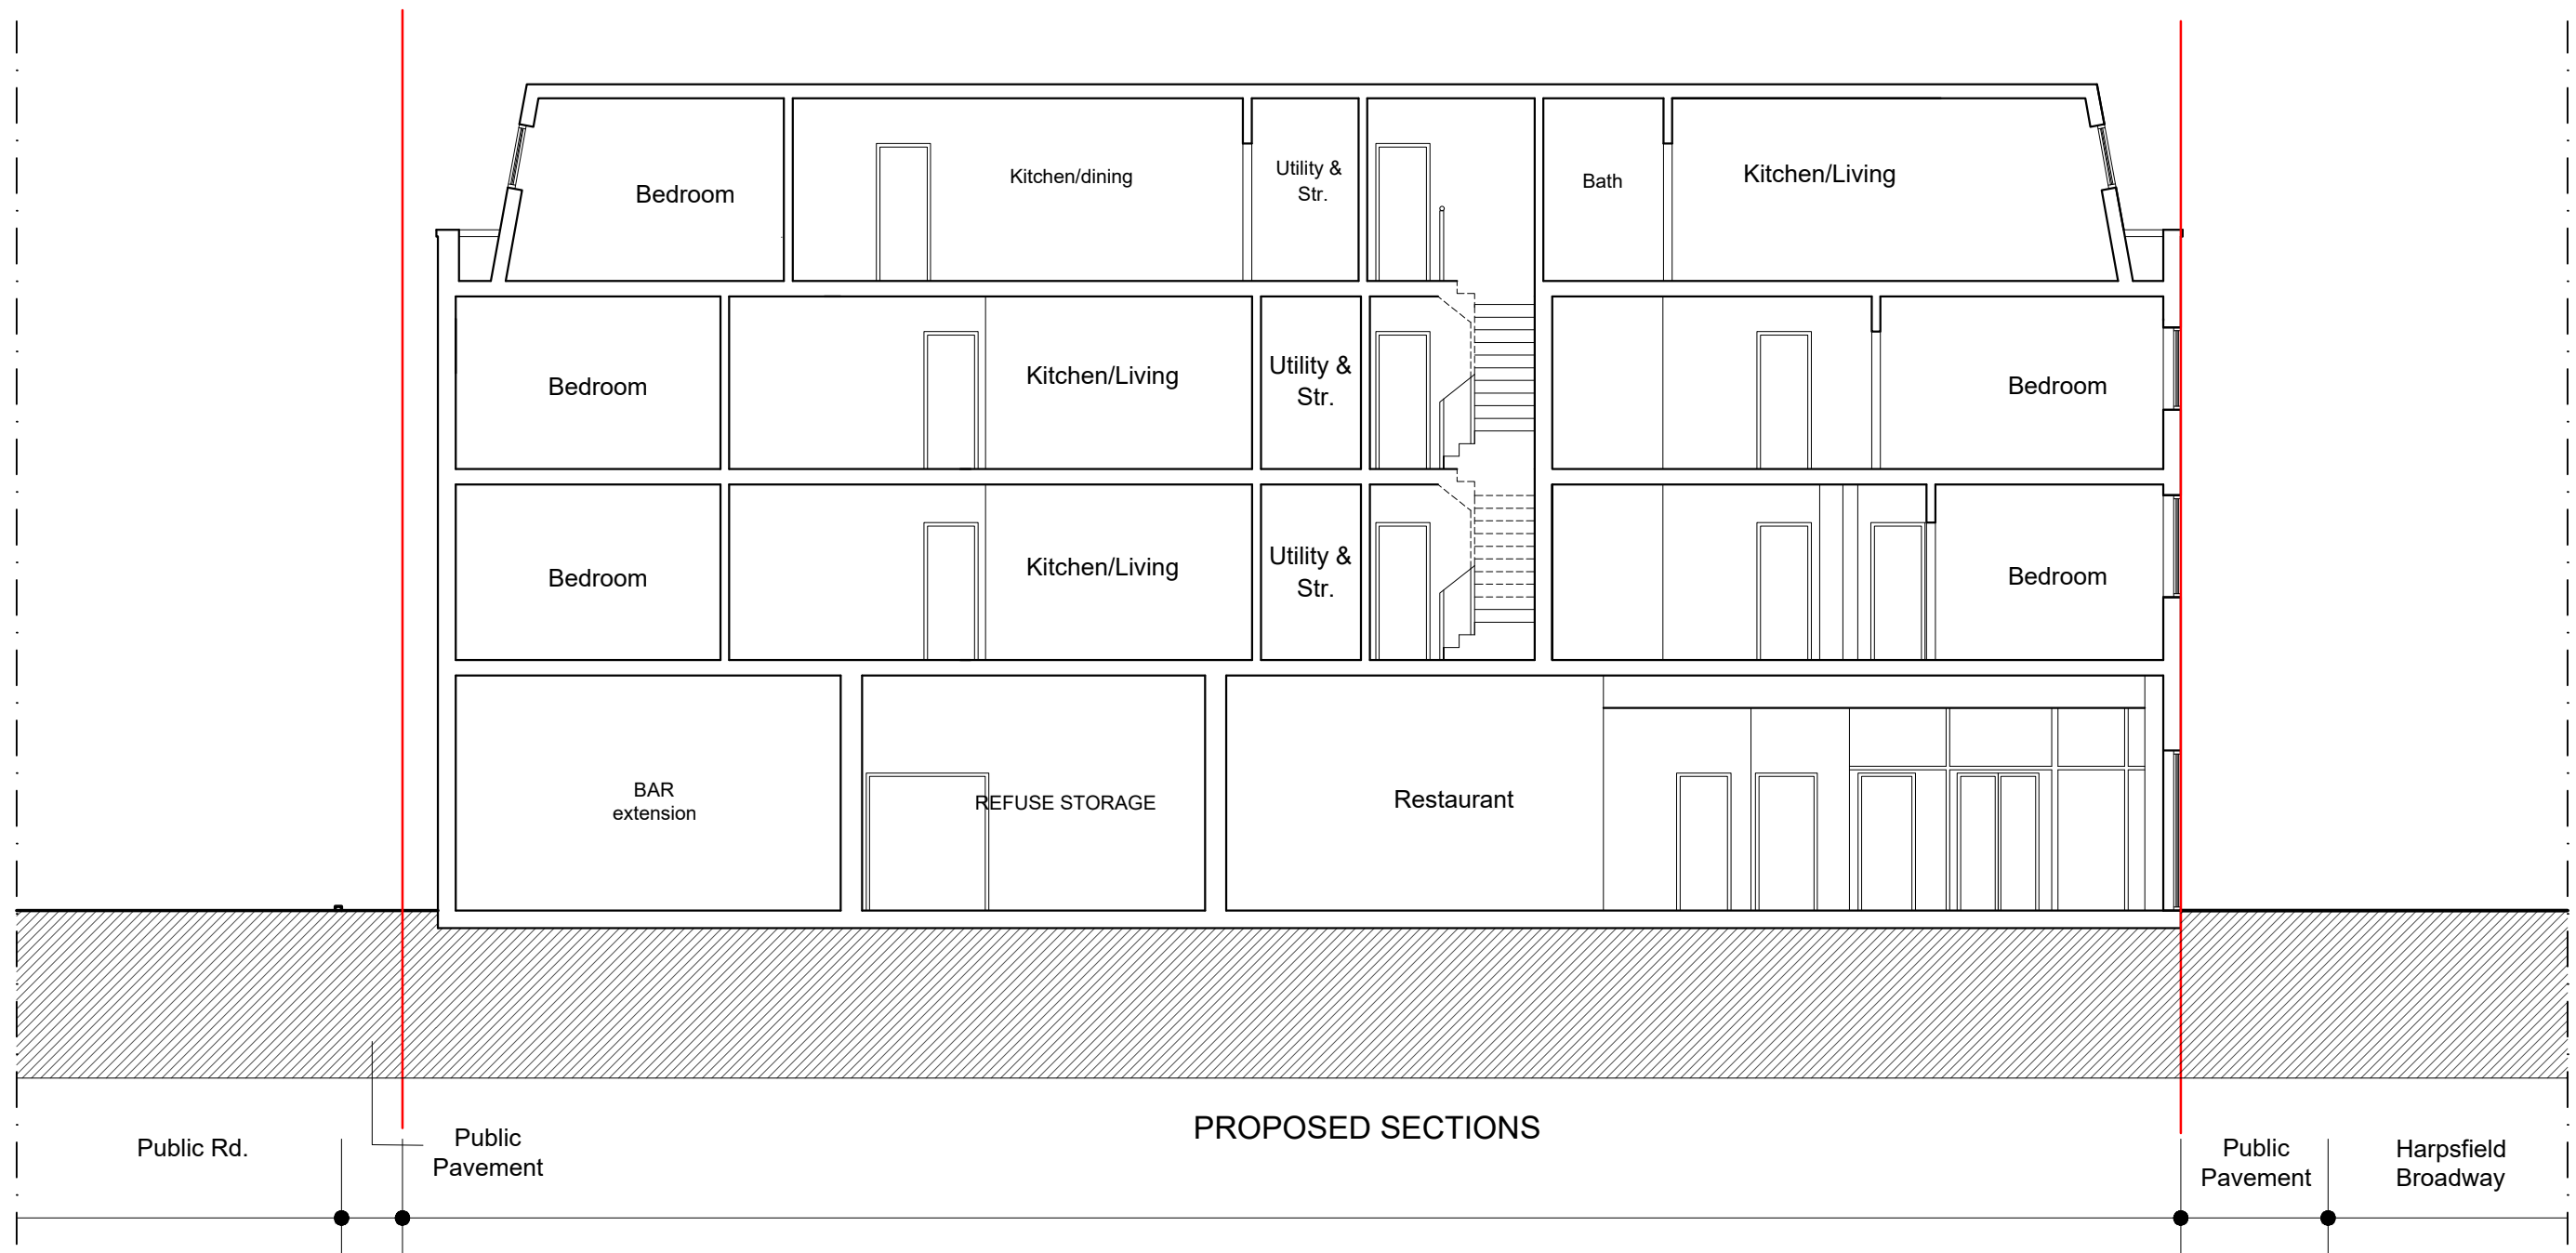 Bedroom
Kitchen/dining
Utility &
Str.
Bath
Kitchen/Living
Bedroom
Kitchen/Living
Utility &
Str.
Bedroom
Bedroom
Kitchen/Living
Utility &
Str.
Bedroom
BAR
extension
REFUSE STORAGE
Restaurant
PROPOSED SECTIONS
Public Rd.
Public
Pavement
Public
Pavement
Harpsfield
Broadway